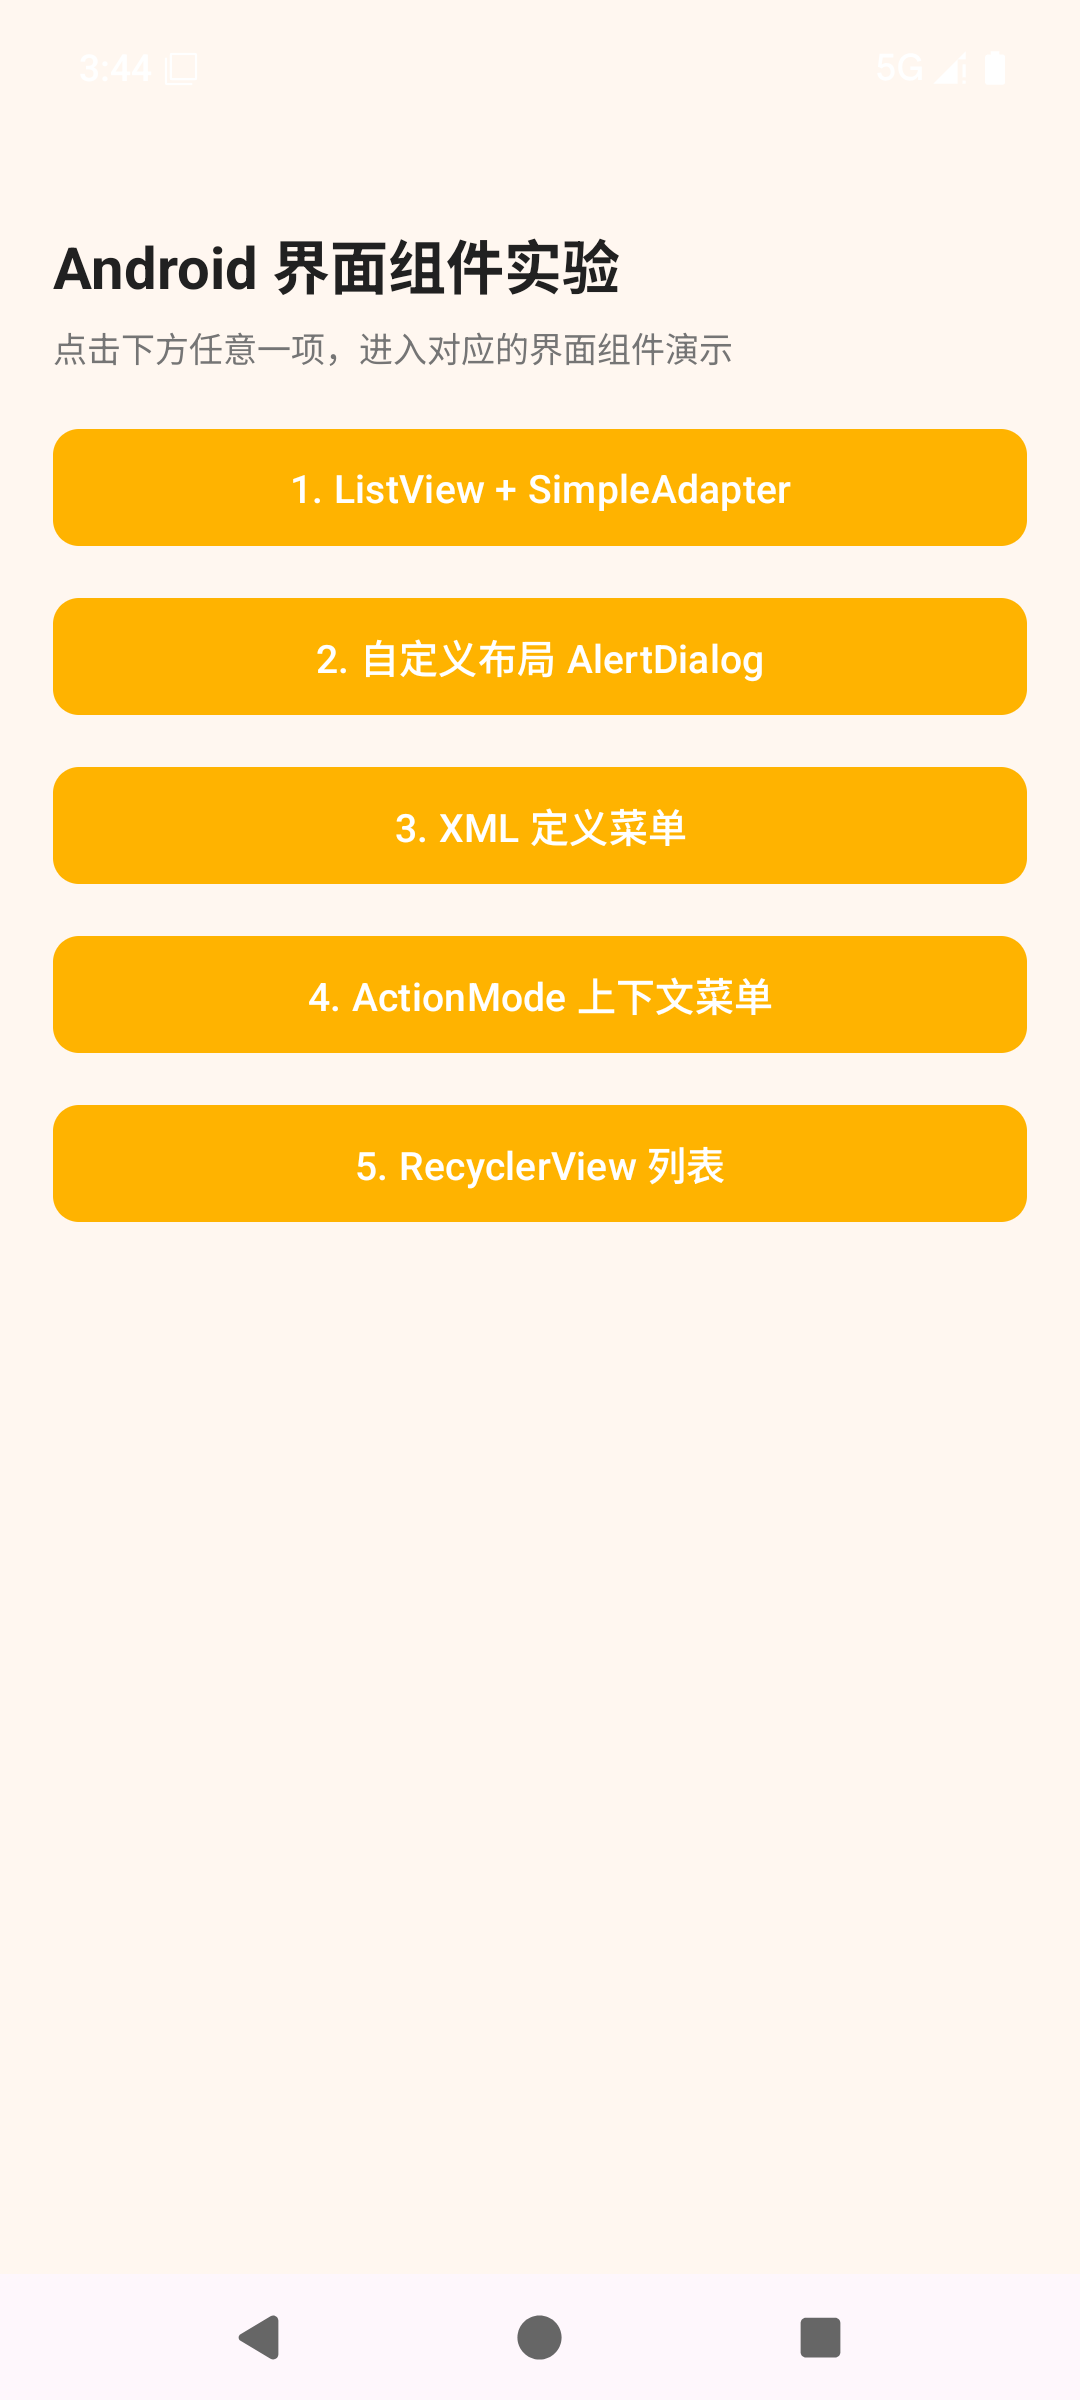 3:44 5G
Android 界面组件实验
点击下方任意一项，进入对应的界面组件演示
1. ListView + SimpleAdapter
2. 自定义布局 AlertDialog
3. XML 定义菜单
4. ActionMode 上下文菜单
5. RecyclerView 列表